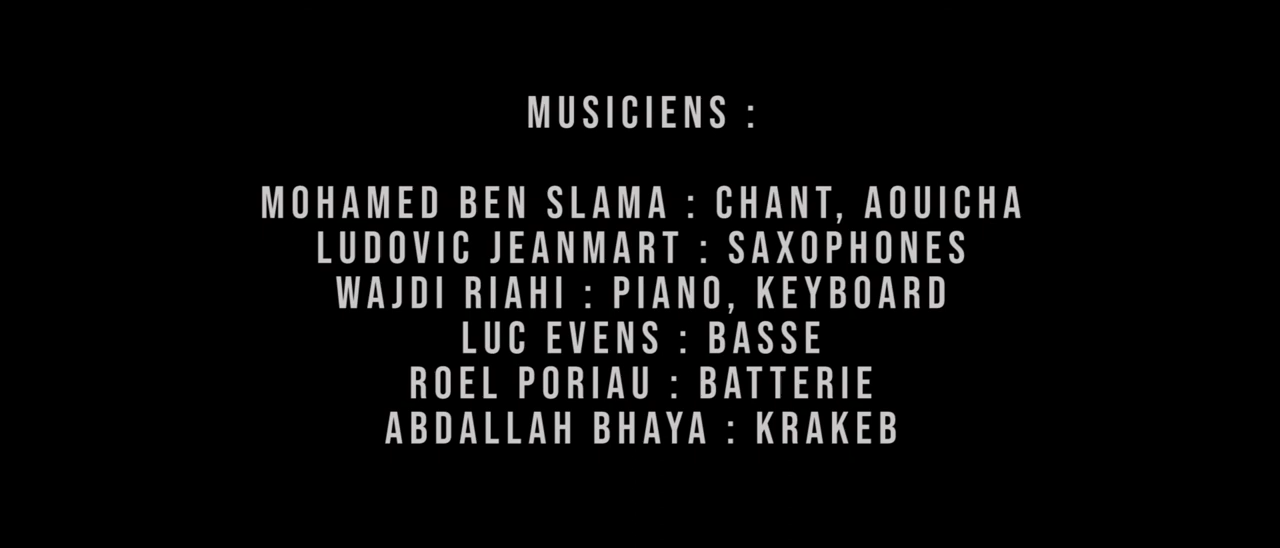 MUSICIENS :
MOHAMED BEN SLAMA : CHANT, AOUICHA
LUDOVIC JEANMART : SAXOPHONES
WAJDI RIAHI : PIANO, KEYBOARD
LUC EVENS : BASSE
ROEL PORIAU : BATTERIE
ABDALLAH BHAYA : KRAKEB